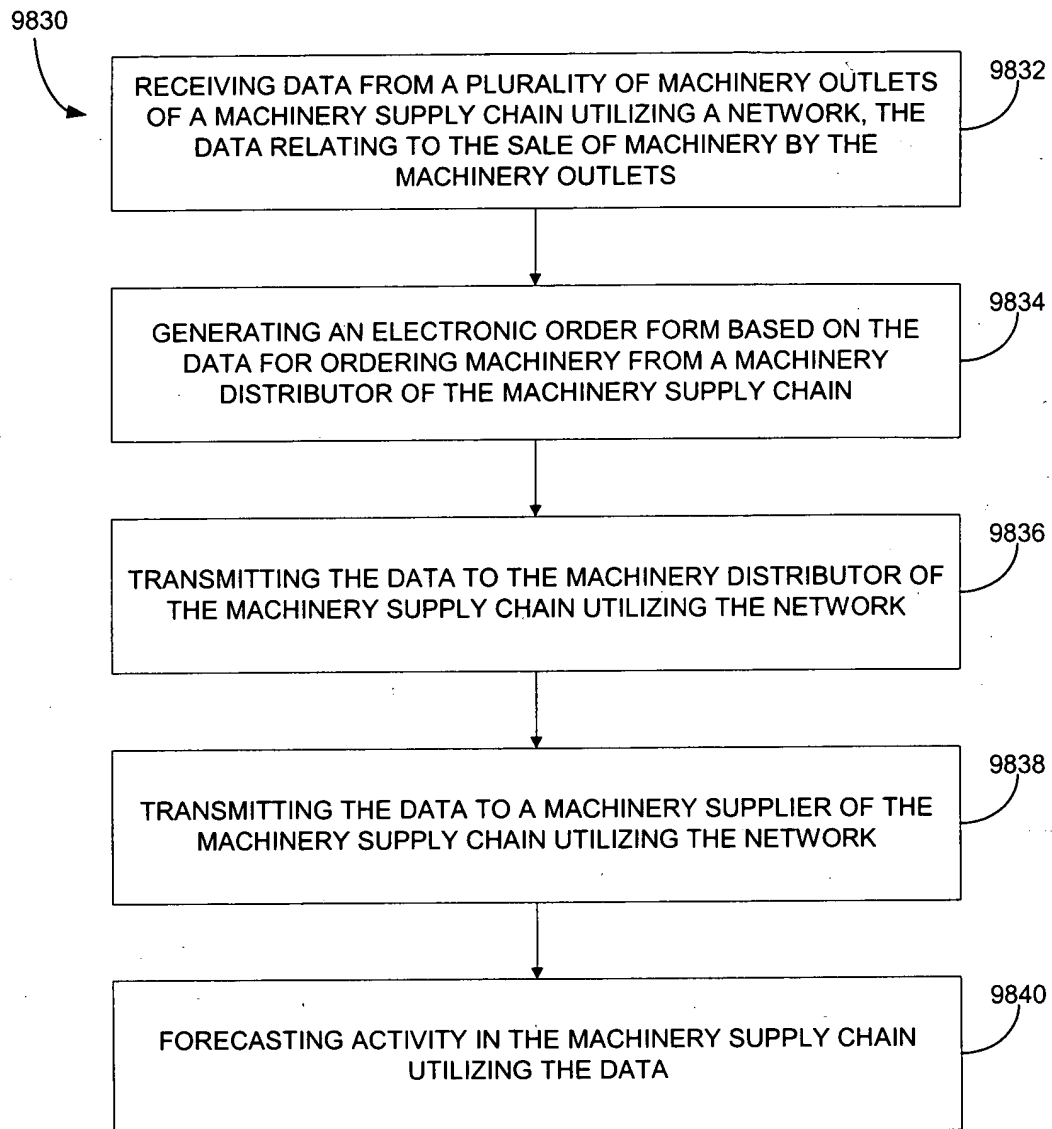 9830
RECEIVING DATA FROM A PLURALITY OF MACHINERY OUTLETS
OF A MACHINERY SUPPLY CHAIN UTILIZING A NETWORK, THE
DATA RELATING TO THE SALE OF MACHINERY BY THE
MACHINERY OUTLETS
9832
GENERATING AN ELECTRONIC ORDER FORM BASED ON THE
DATA FOR ORDERING MACHINERY FROM A MACHINERY
DISTRIBUTOR OF THE MACHINERY SUPPLY CHAIN
9834
TRANSMITTING THE DATA TO THE MACHINERY DISTRIBUTOR OF
THE MACHINERY SUPPLY CHAIN UTILIZING THE NETWORK
9836
TRANSMITTING THE DATA TO A MACHINERY SUPPLIER OF THE
MACHINERY SUPPLY CHAIN UTILIZING THE NETWORK
9838
FORECASTING ACTIVITY IN THE MACHINERY SUPPLY CHAIN
UTILIZING THE DATA
9840